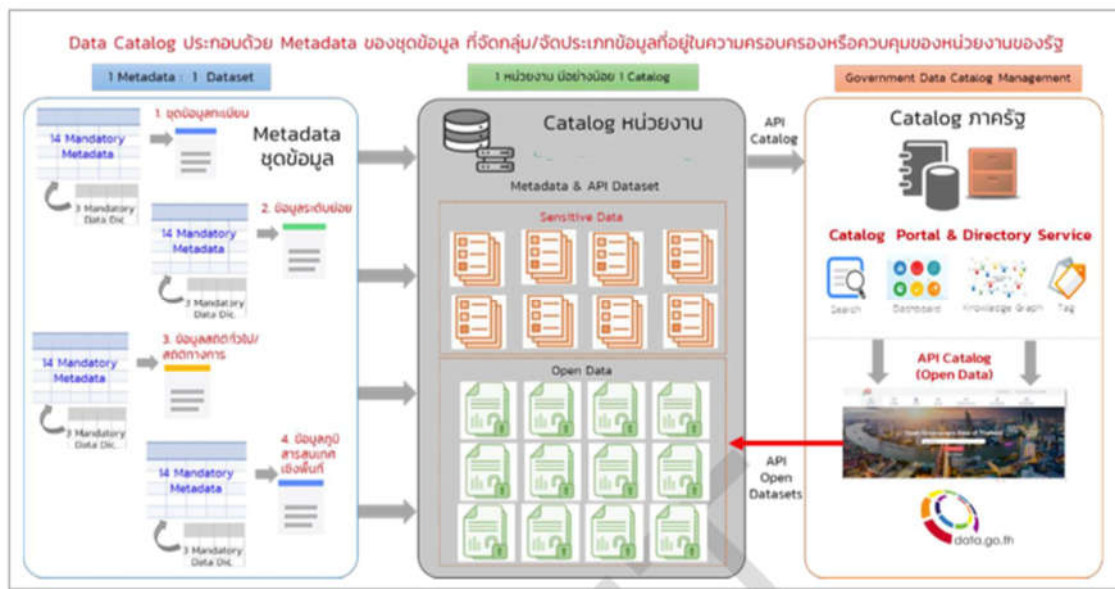 Data Catalog ประกอบด้วย Metadata ของชุดข้อมูล ที่จัดกลุ่ม/จัดประเภทข้อมูลที่อยู่ในความครอบครองหรือควบคุมของหน่วยงานของรัฐ
1 Metadata : 1 Dataset
1 หน่วยงาน มีอย่างน้อย 1 Catalog
Government Data Catalog Management
1. ชุดข้อมูลทะเบียน
14 Mandatory
Metadata
3 Mandatory
Data Dic.
Metadata
ชุดข้อมูล
2. ข้อมูลระดับย่อย
14 Mandatory
Metadata
3 Mandatory
Data Dic.
3. ข้อมูลสถิติทั่วไป/
สถิติทางการ
14 Mandatory
Metadata
3 Mandatory
Data Dic.
4. ข้อมูลภูมิ
สารสนเทศ
เชิงพื้นที่
14 Mandatory
Metadata
3 Mandatory
Data Dic.
Catalog หน่วยงาน
Metadata & API Dataset
Sensitive Data
Open Data
API
Catalog
API
Open
Datasets
Catalog ภาครัฐ
Catalog Portal & Directory Service
Search
Dashboard
Knowledge Graph
Tag
API Catalog
(Open Data)
data.go.th